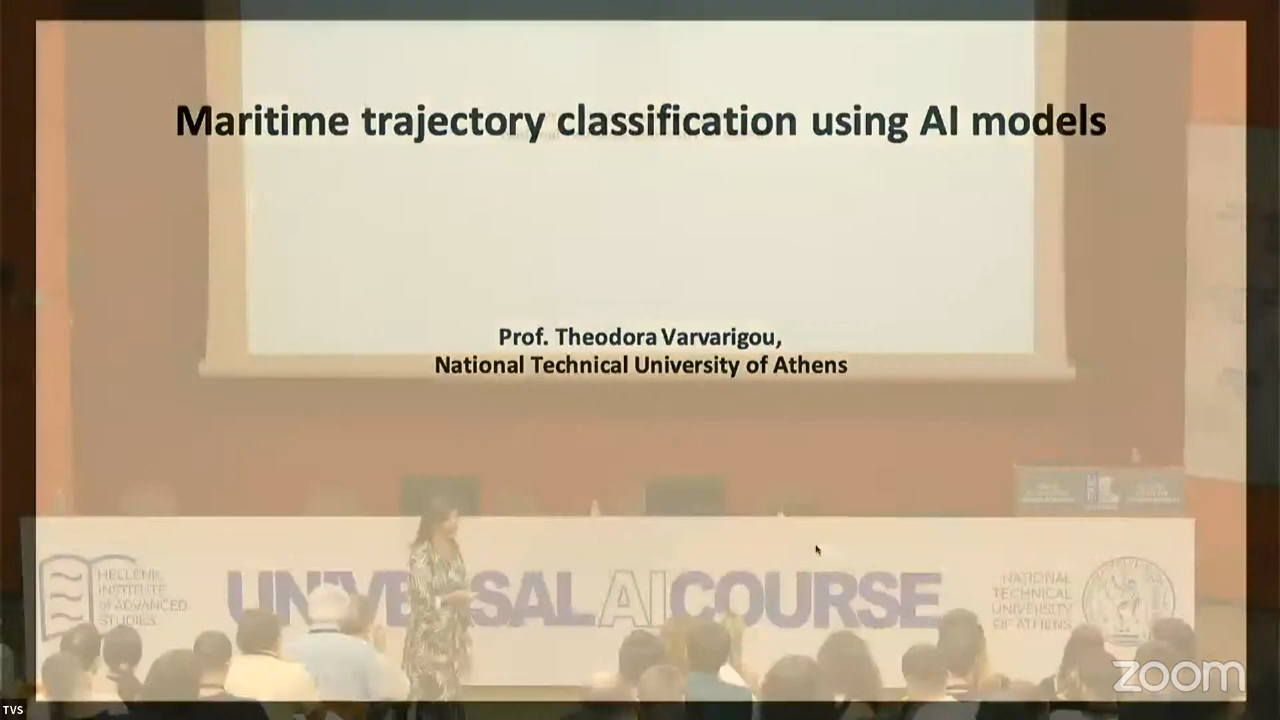 Maritime trajectory classification using AI models
Prof. Theodora Varvarigou,
National Technical University of Athens
HELLENIC
INSTITUTE
of ADVANCED
STUDIES
UNIVERSAL AI COURSE
NATIONAL
TECHNICAL
UNIVERSITY
OF ATHENS
zoom
TVS